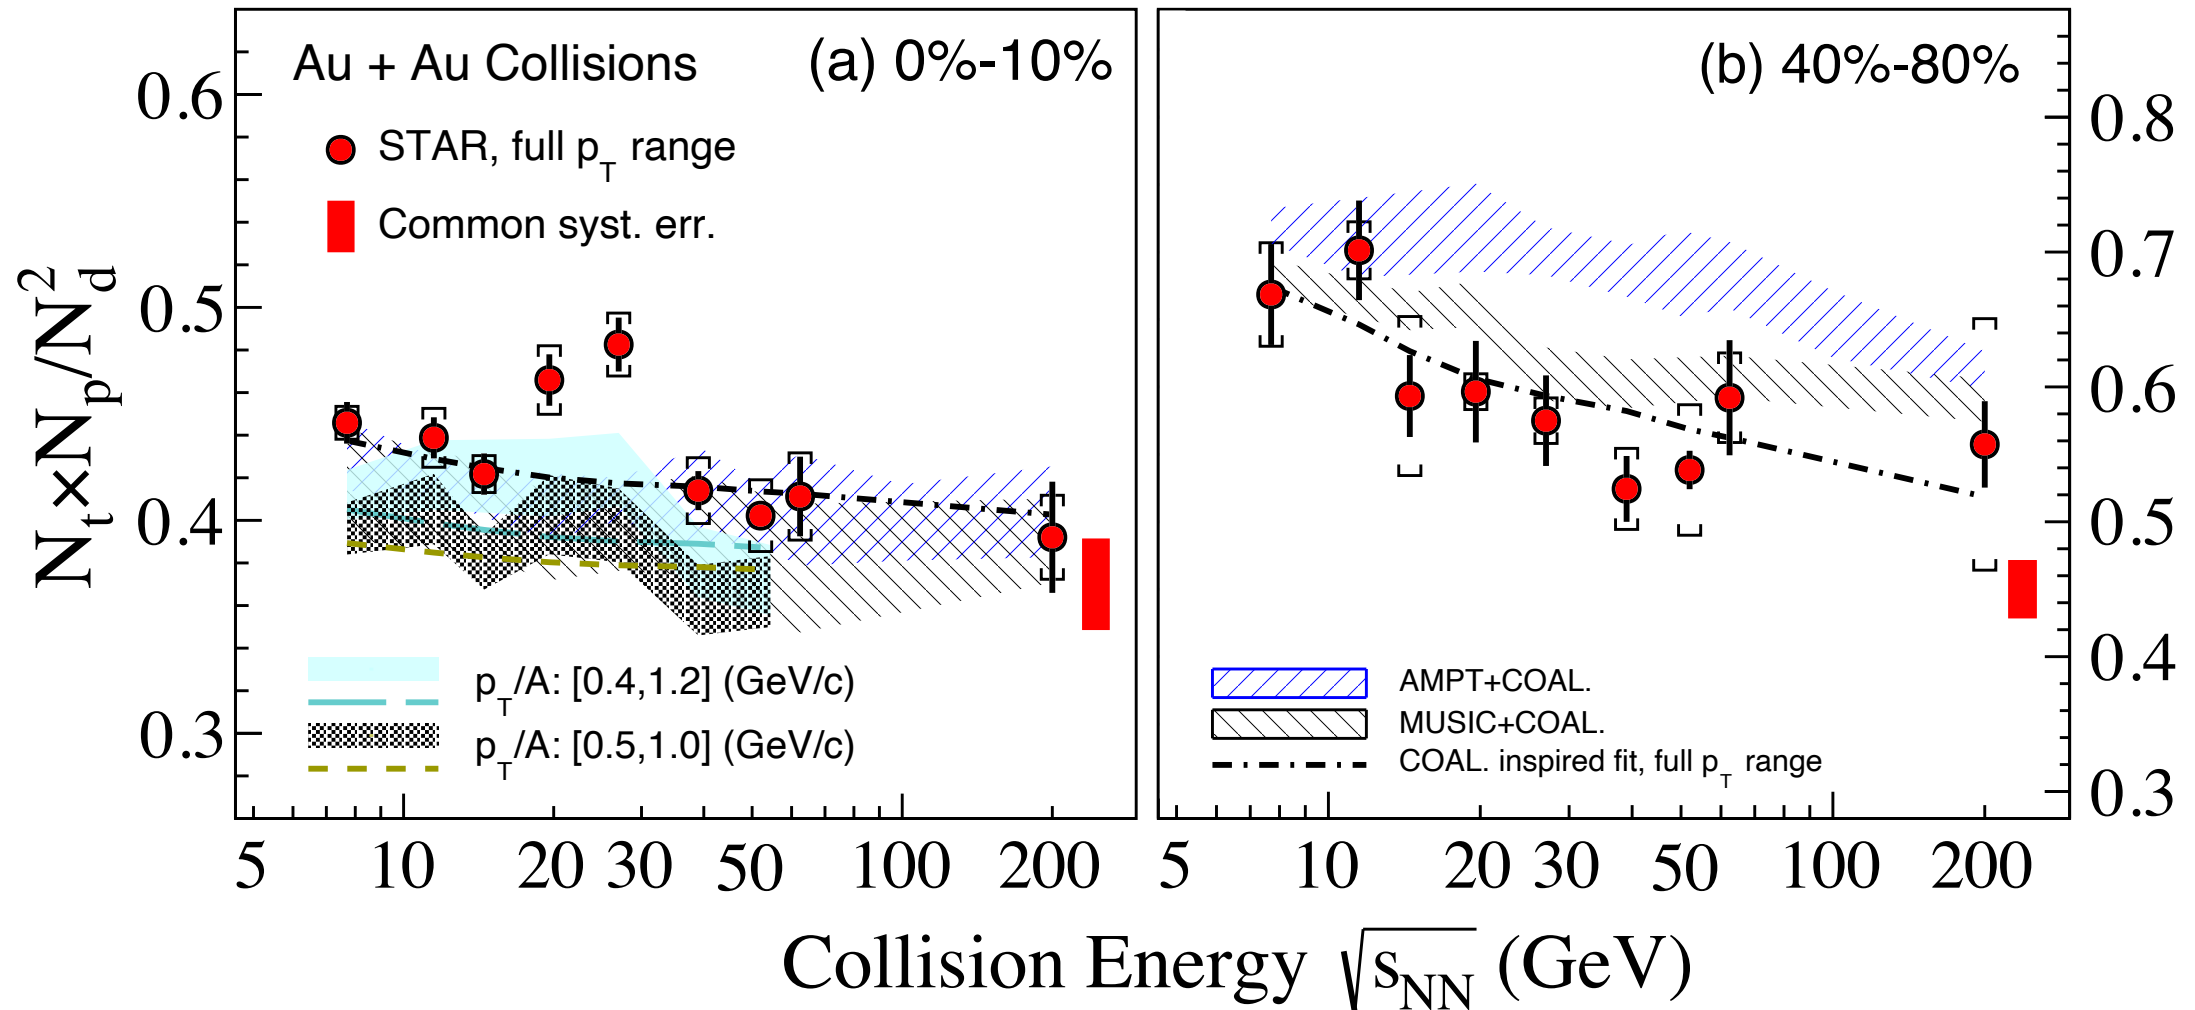 Au + Au Collisions
(a) 0%-10%
STAR, full p_T range
Common syst. err.
0.6
0.5
0.4
0.3
N_t×N_p/N_d^2
p_T/A: [0.4,1.2] (GeV/c)
p_T/A: [0.5,1.0] (GeV/c)
5 10 20 30 50 100 200
(b) 40%-80%
0.8
0.7
0.6
0.5
0.4
0.3
AMPT+COAL.
MUSIC+COAL.
COAL. inspired fit, full p_T range
5 10 20 30 50 100 200
Collision Energy √s_NN (GeV)